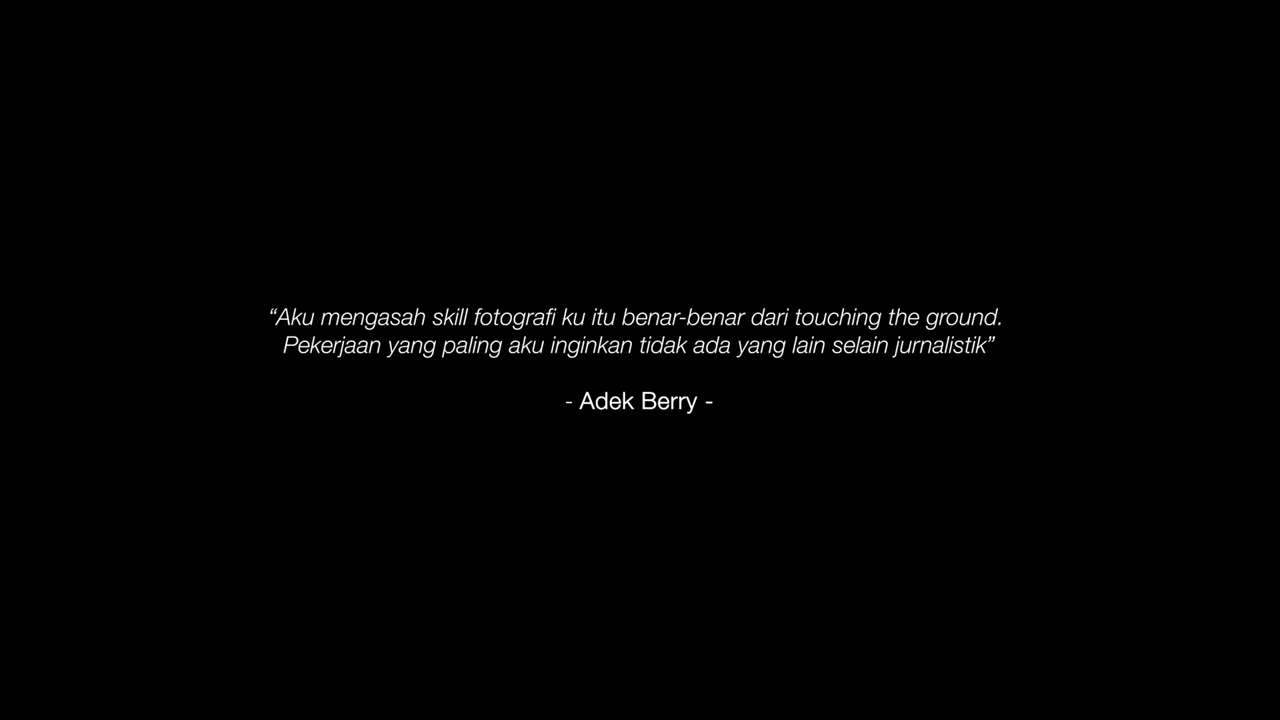 “Aku mengasah skill fotografi ku itu benar-benar dari touching the ground.
Pekerjaan yang paling aku inginkan tidak ada yang lain selain jurnalistik”
- Adek Berry -